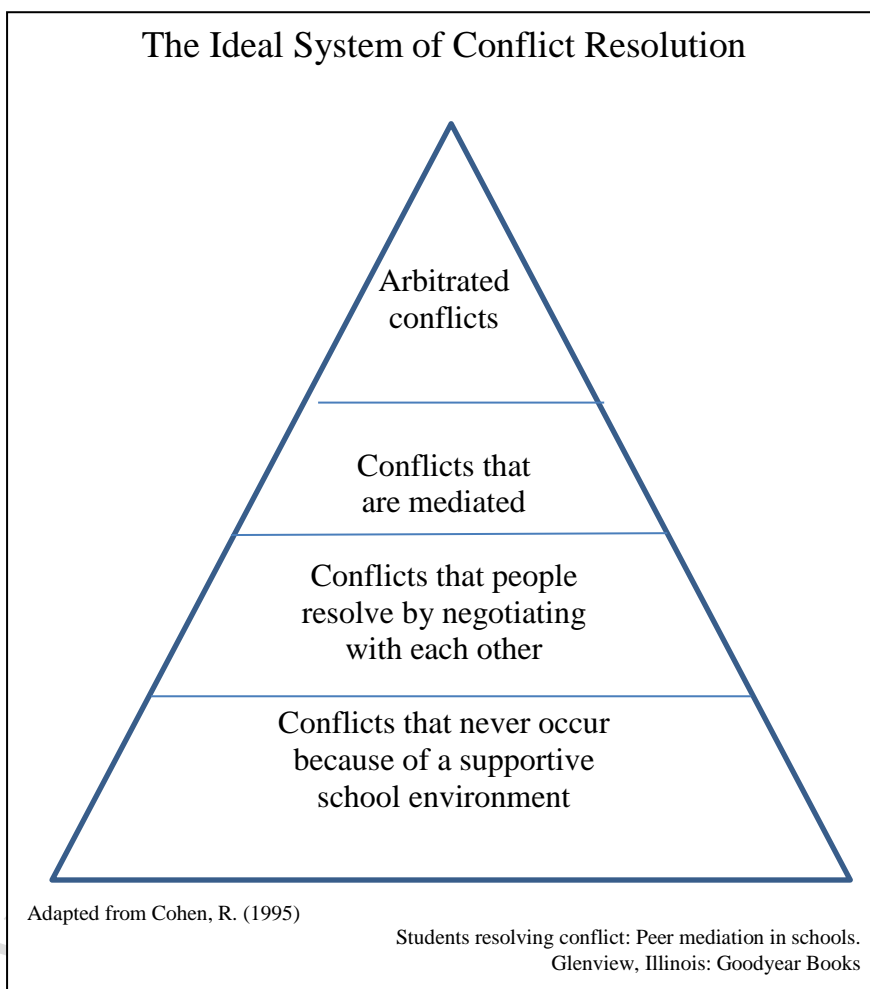 The Ideal System of Conflict Resolution
Arbitrated
conflicts
Conflicts that
are mediated
Conflicts that people
resolve by negotiating
with each other
Conflicts that never occur
because of a supportive
school environment
Adapted from Cohen, R. (1995)
Students resolving conflict: Peer mediation in schools.
Glenview, Illinois: Goodyear Books